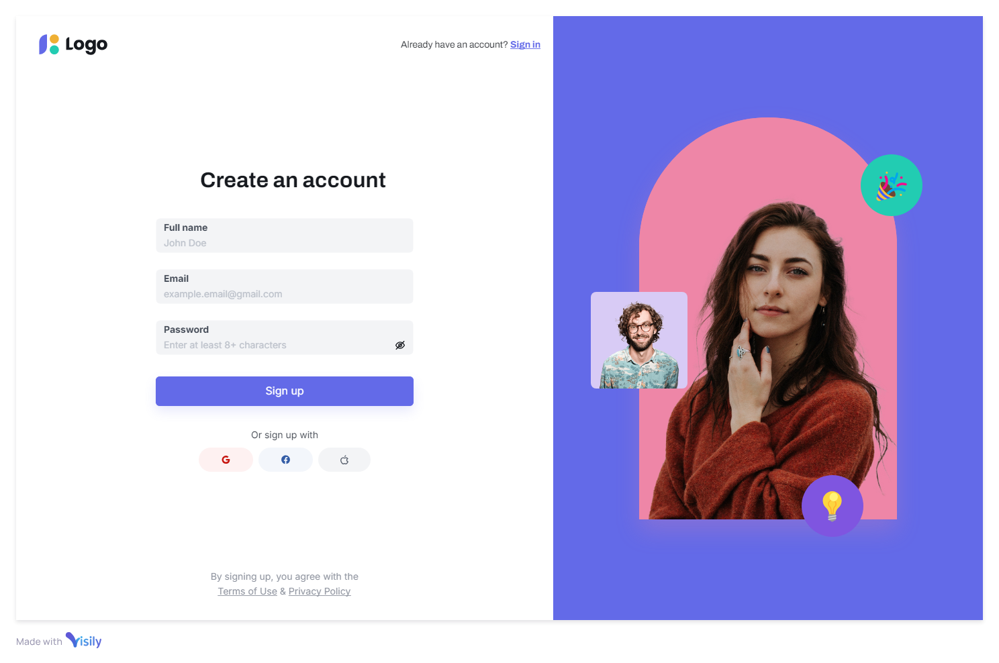 Logo
Already have an account? Sign in
Create an account
Full name
John Doe
Email
example.email@gmail.com
Password
Enter at least 8+ characters
Sign up
Or sign up with
By signing up, you agree with the
Terms of Use & Privacy Policy
Made with Visily